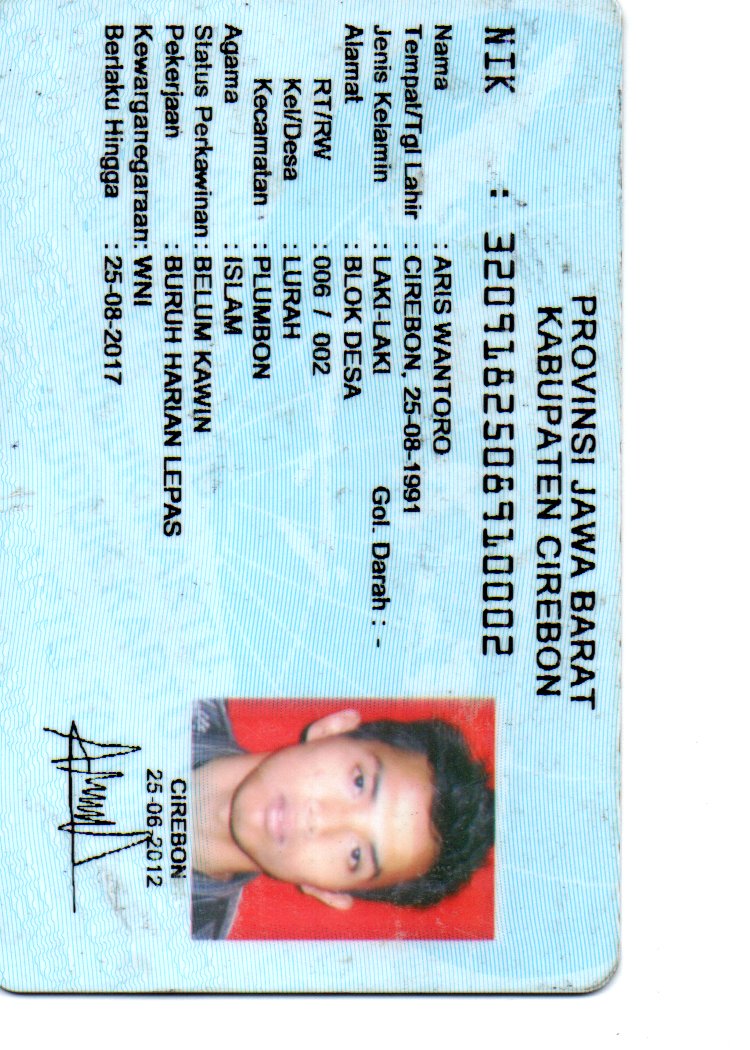 PROVINSI JAWA BARAT
KABUPATEN CIREBON
NIK : 3209182508910002
Nama : ARIS WANTORO
Tempat/Tgl Lahir : CIREBON, 25-08-1991
Jenis Kelamin : LAKI-LAKI Gol. Darah : -
Alamat : BLOK DESA
RT/RW : 006 / 002
Kel/Desa : LURAH
Kecamatan : PLUMBON
Agama : ISLAM
Status Perkawinan : BELUM KAWIN
Pekerjaan : BURUH HARIAN LEPAS
Kewarganegaraan: WNI
Berlaku Hingga : 25-08-2017
CIREBON
25-06-2012